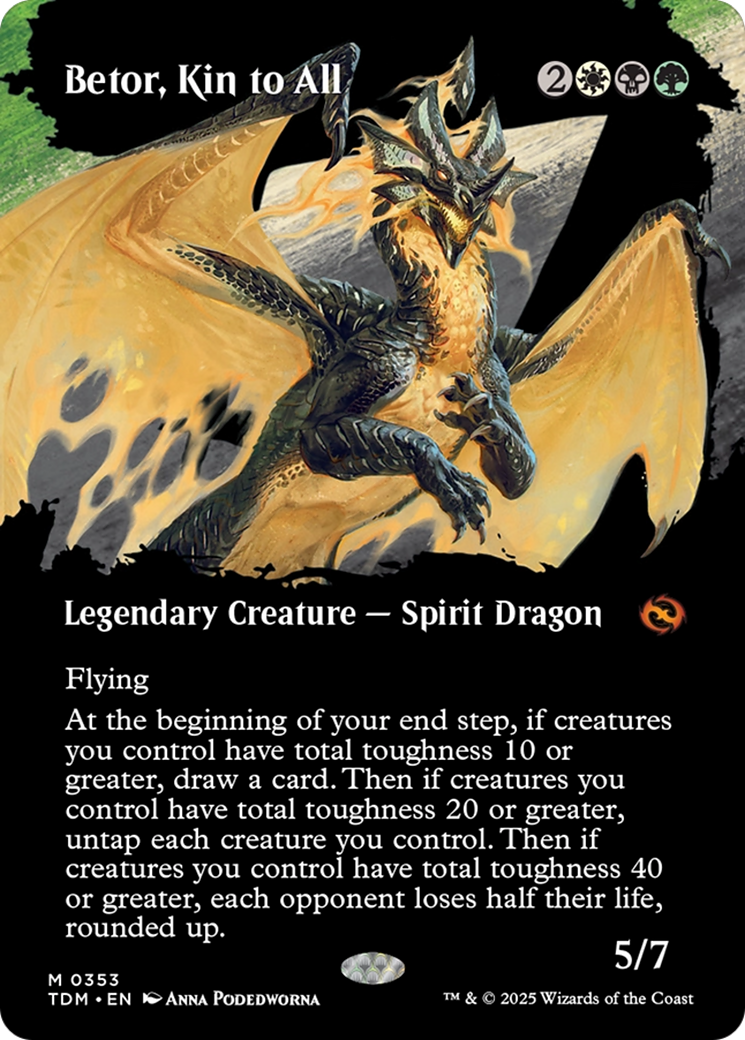 Betor, Kin to All 2
Legendary Creature — Spirit Dragon
Flying
At the beginning of your end step, if creatures
you control have total toughness 10 or
greater, draw a card. Then if creatures you
control have total toughness 20 or greater,
untap each creature you control. Then if
creatures you control have total toughness 40
or greater, each opponent loses half their life,
rounded up.
5/7
M 0353
TDM • EN Anna Podedworna
™ & © 2025 Wizards of the Coast